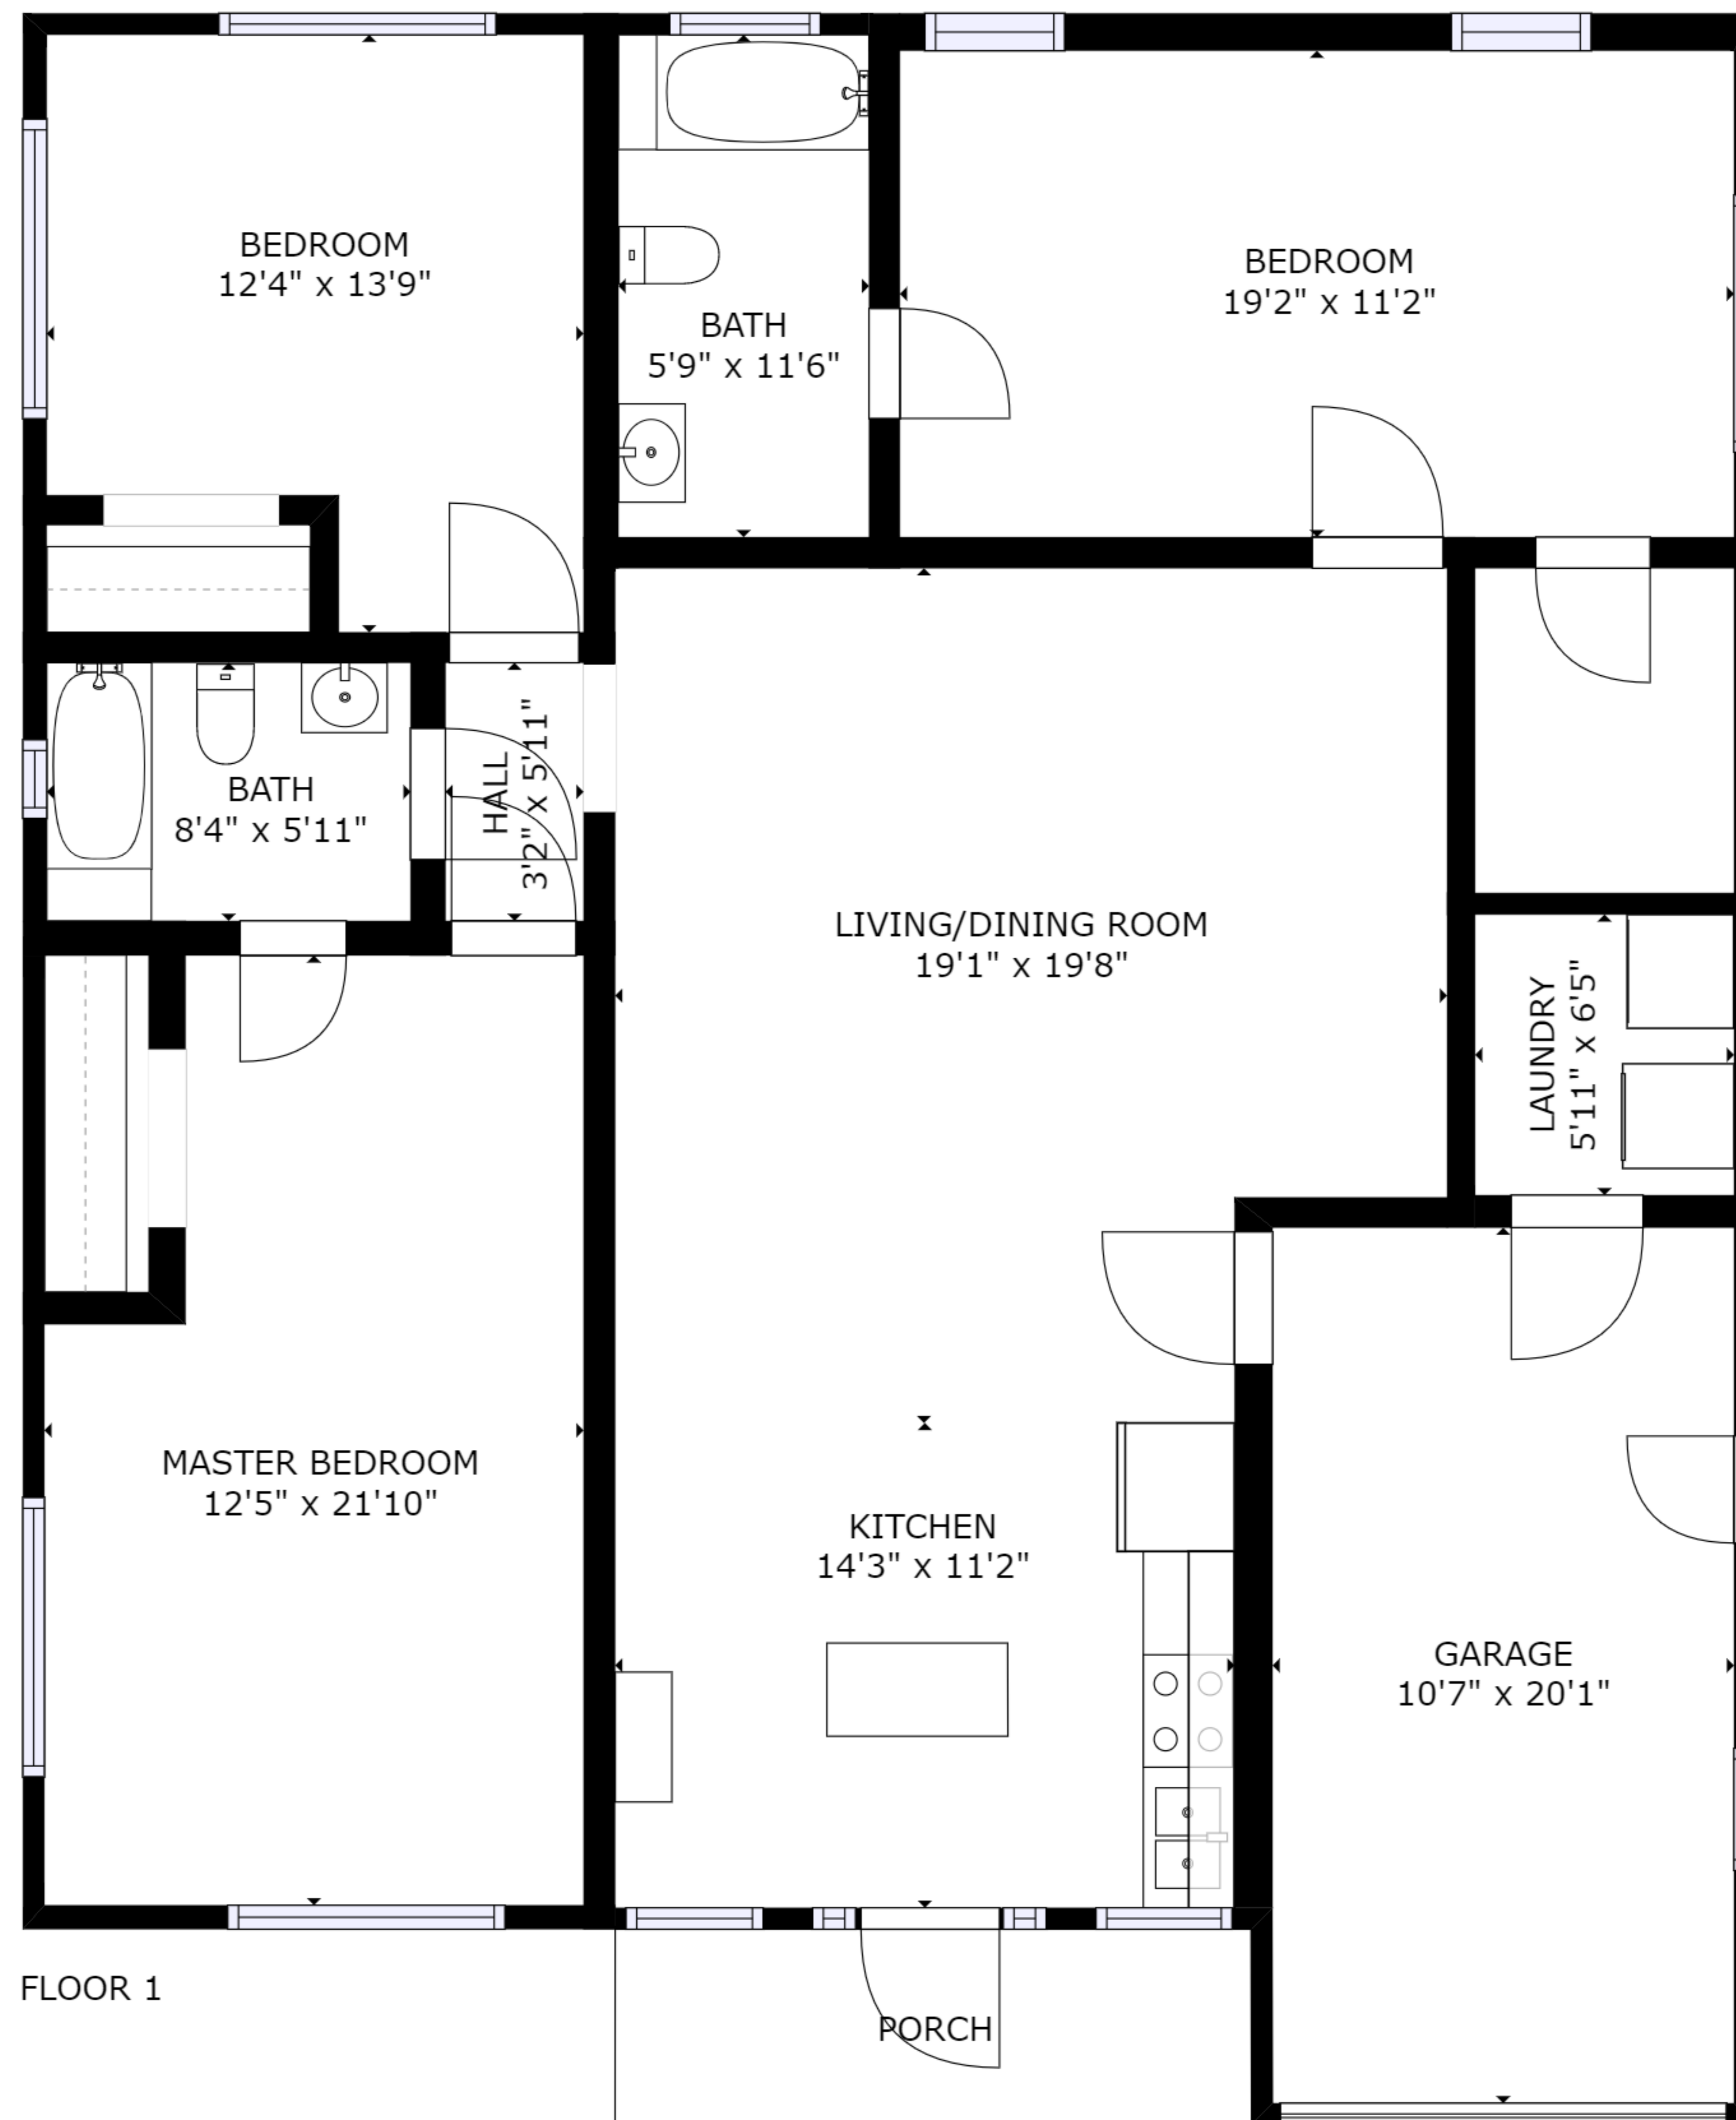 BEDROOM
12'4" x 13'9"
BATH
5'9" x 11'6"
BEDROOM
19'2" x 11'2"
BATH
8'4" x 5'11"
HALL
3'2" x 5'11"
LIVING/DINING ROOM
19'1" x 19'8"
LAUNDRY
5'11" x 6'5"
MASTER BEDROOM
12'5" x 21'10"
KITCHEN
14'3" x 11'2"
GARAGE
10'7" x 20'1"
FLOOR 1
PORCH